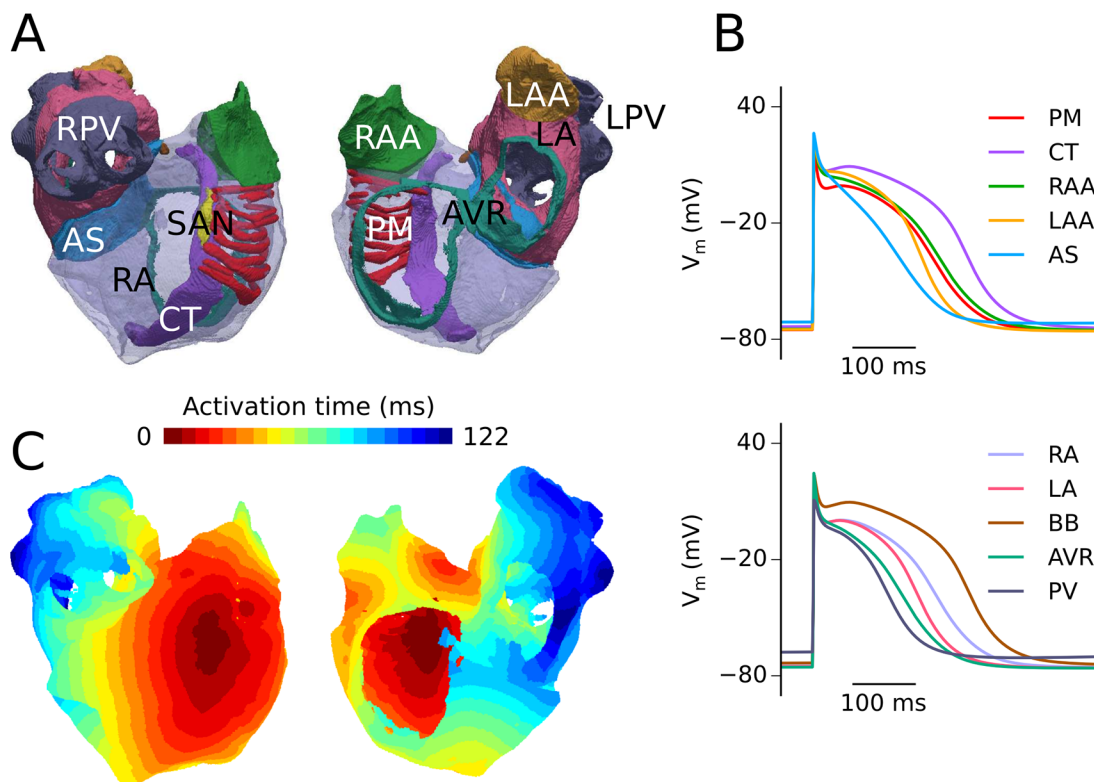 A
RPV
SAN
AS
RA
CT
LAA
LA
LPV
RAA
AVR
PM
B
40
−20
−80
Vm (mV)
PM
CT
RAA
LAA
AS
100 ms
40
−20
−80
Vm (mV)
RA
LA
BB
AVR
PV
100 ms
C
Activation time (ms)
0 122